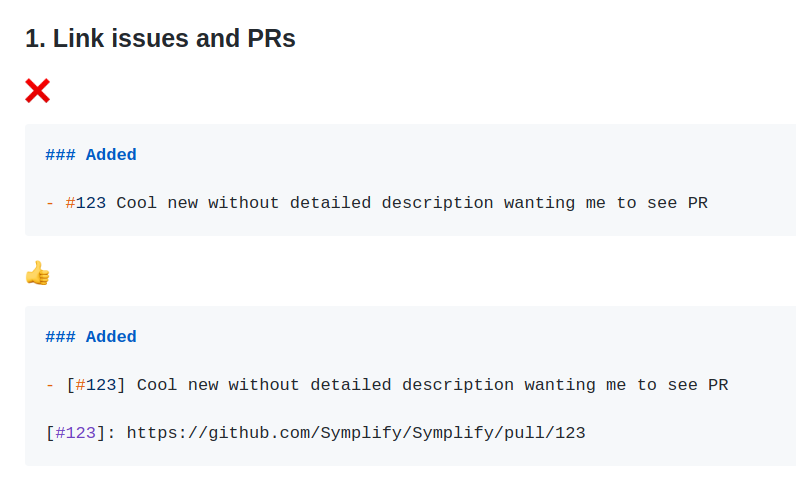 1. Link issues and PRs
### Added
- #123 Cool new without detailed description wanting me to see PR
### Added
- [#123] Cool new without detailed description wanting me to see PR
[#123]: https://github.com/Symplify/Symplify/pull/123